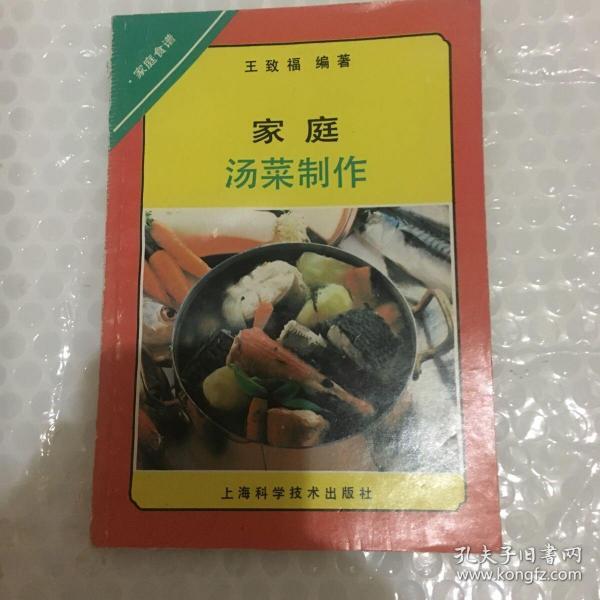 ·家庭食谱
王致福 编著
家庭
汤菜制作
上海科学技术出版社
孔夫子旧书网
www.kongfz.com